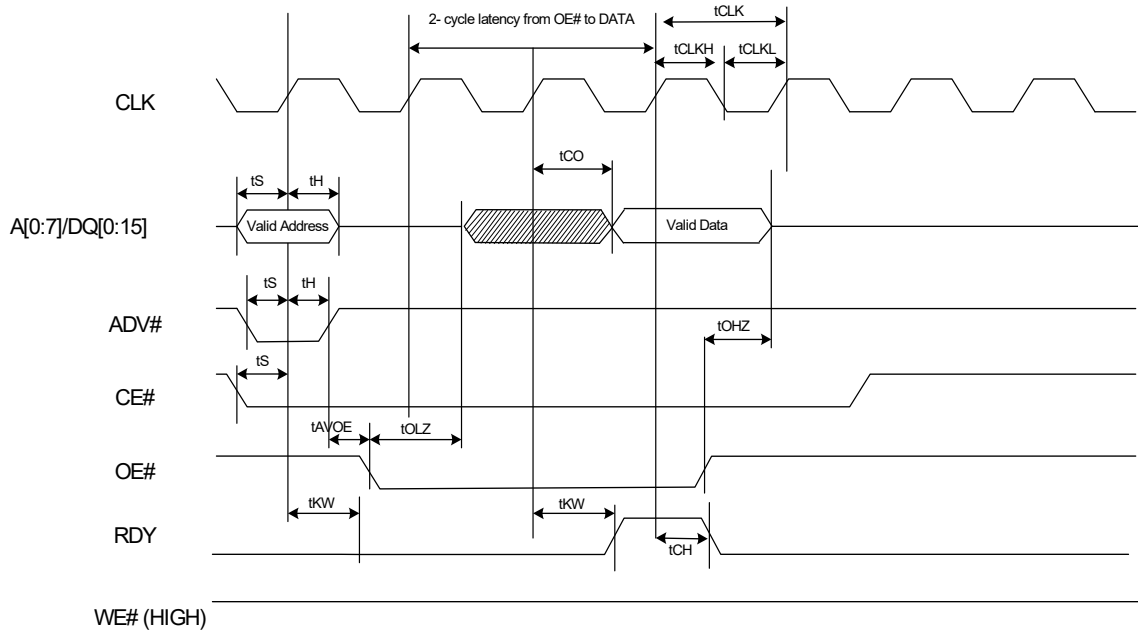 tCLK
2- cycle latency from OE# to DATA
tCLKH
tCLKL
CLK
tCO
tS
tH
A[0:7]/DQ[0:15]
Valid Address
Valid Data
tS
tH
ADV#
tOHZ
tS
CE#
tAVOE
tOLZ
OE#
tKW
tKW
RDY
tCH
WE# (HIGH)